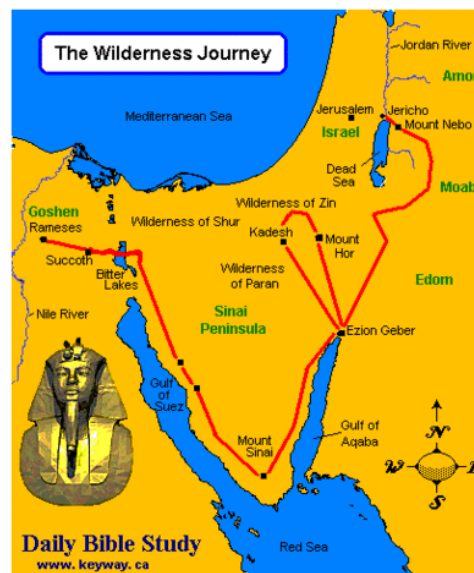 The Wilderness Journey
Jordan River
Amo
Mediterranean Sea
Jerusalem
Jericho
Mount Nebo
Israel
Dead
Sea
Moab
Goshen
Rameses
Wilderness of Shur
Wilderness of Zin
Kadesh
Mount
Hor
Succoth
Bitter
Lakes
Wilderness
of Paran
Edom
Sinai
Peninsula
Nile River
Ezion Geber
Gulf
of
Suez
Gulf of
Aqaba
Mount
Sinai
N
W
S
Red Sea
Daily Bible Study
www.keyway.ca